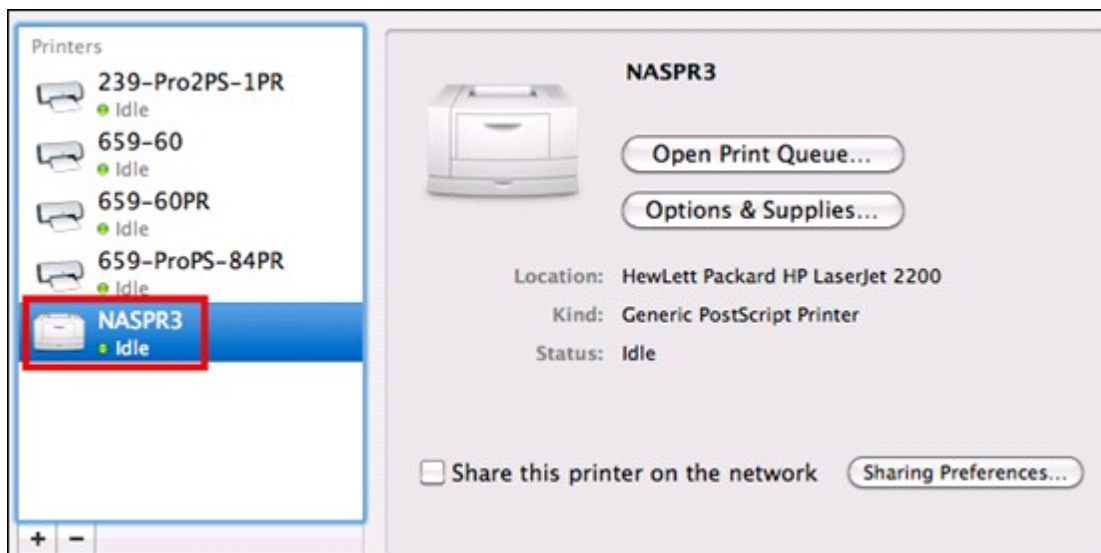 Printers
239-Pro2PS-1PR
Idle
659-60
Idle
659-60PR
Idle
659-ProPS-84PR
Idle
NASPR3
Idle
+ -
NASPR3
Open Print Queue...
Options & Supplies...
Location: HewLett Packard HP LaserJet 2200
Kind: Generic PostScript Printer
Status: Idle
Share this printer on the network Sharing Preferences...